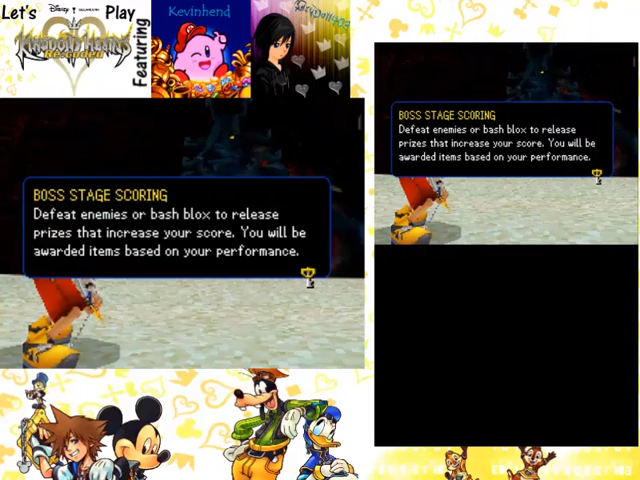 Let's Play
Disney
KINGDOM HEARTS
Re:coded
Featuring
Kevinhend
BOSS STAGE SCORING
Defeat enemies or bash blox to release
prizes that increase your score. You will be
awarded items based on your performance.
BOSS STAGE SCORING
Defeat enemies or bash blox to release
prizes that increase your score. You will be
awarded items based on your performance.